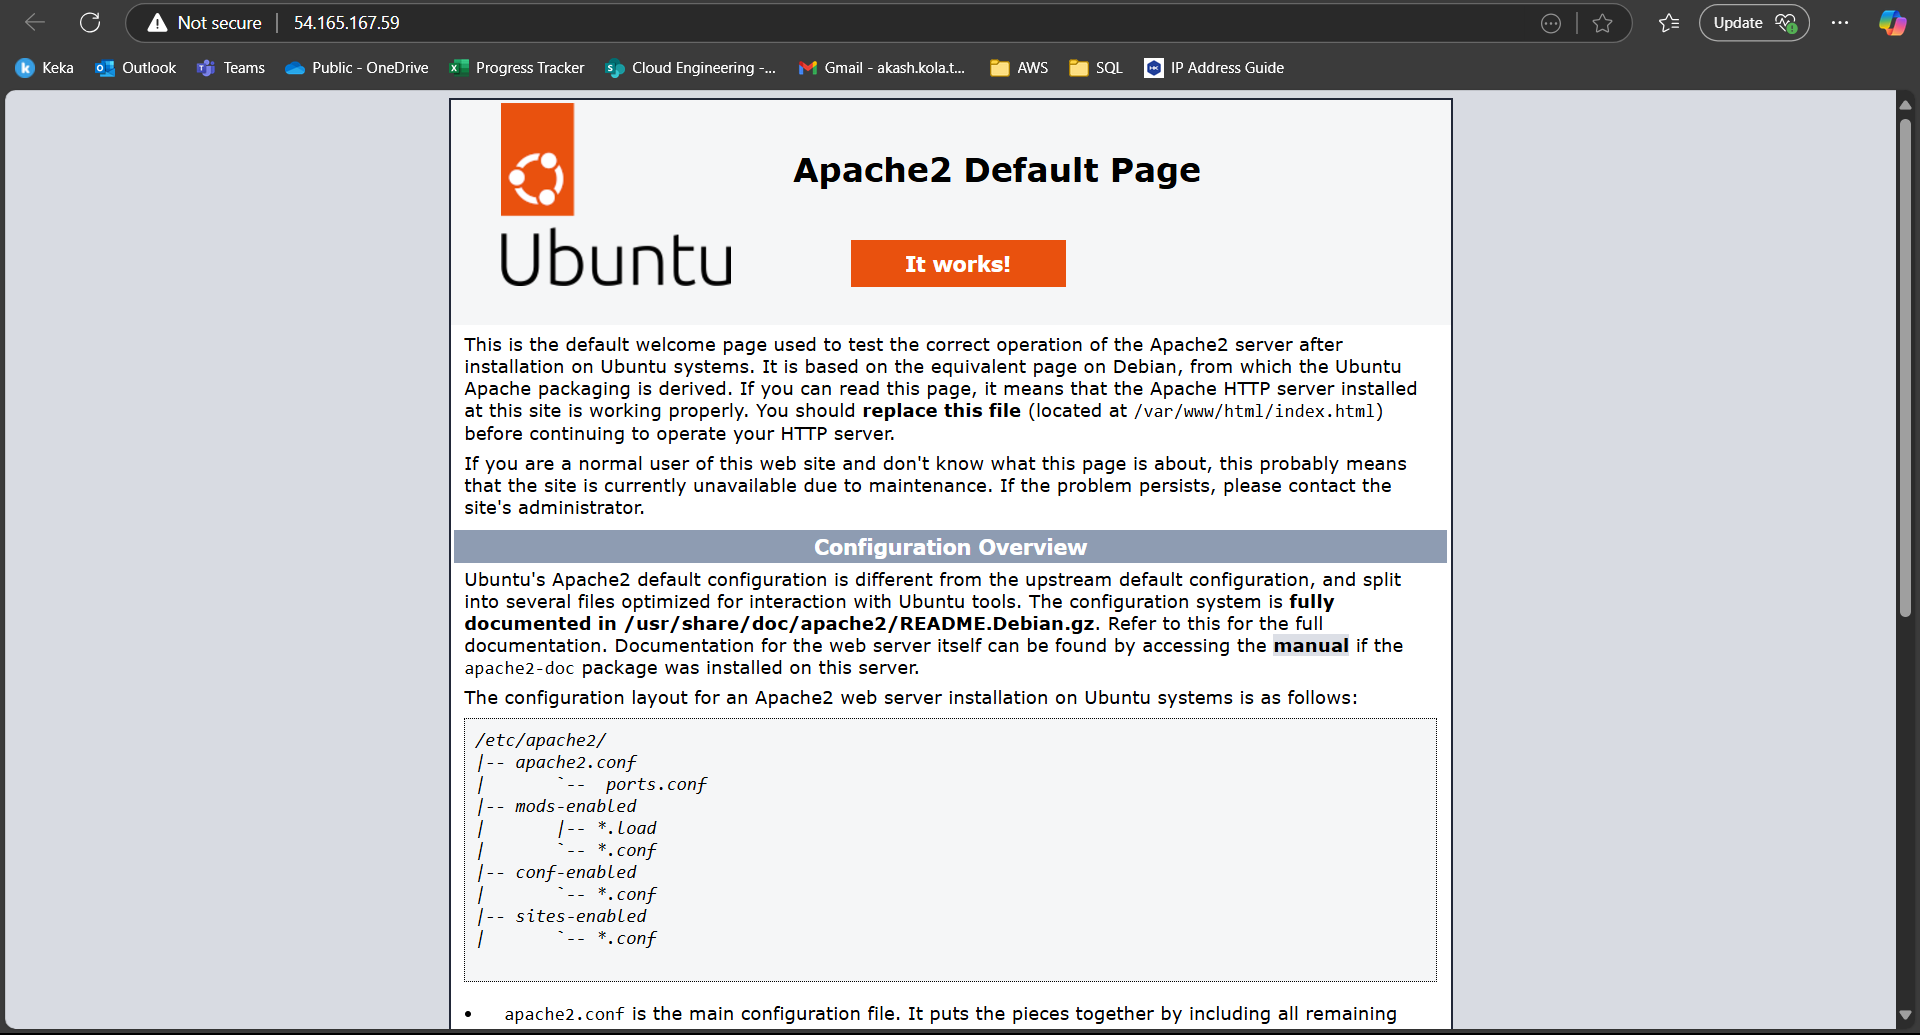 Not secure 54.165.167.59 Update
Keka Outlook Teams Public - OneDrive Progress Tracker Cloud Engineering -... Gmail - akash.kola.t... AWS SQL IP Address Guide
Apache2 Default Page
Ubuntu
It works!
This is the default welcome page used to test the correct operation of the Apache2 server after
installation on Ubuntu systems. It is based on the equivalent page on Debian, from which the Ubuntu
Apache packaging is derived. If you can read this page, it means that the Apache HTTP server installed
at this site is working properly. You should replace this file (located at /var/www/html/index.html)
before continuing to operate your HTTP server.
If you are a normal user of this web site and don't know what this page is about, this probably means
that the site is currently unavailable due to maintenance. If the problem persists, please contact the
site's administrator.
Configuration Overview
Ubuntu's Apache2 default configuration is different from the upstream default configuration, and split
into several files optimized for interaction with Ubuntu tools. The configuration system is fully
documented in /usr/share/doc/apache2/README.Debian.gz. Refer to this for the full
documentation. Documentation for the web server itself can be found by accessing the manual if the
apache2-doc package was installed on this server.
The configuration layout for an Apache2 web server installation on Ubuntu systems is as follows:
/etc/apache2/
|-- apache2.conf
|       `--  ports.conf
|-- mods-enabled
|       |-- *.load
|       `-- *.conf
|-- conf-enabled
|       `-- *.conf
|-- sites-enabled
|       `-- *.conf
• apache2.conf is the main configuration file. It puts the pieces together by including all remaining